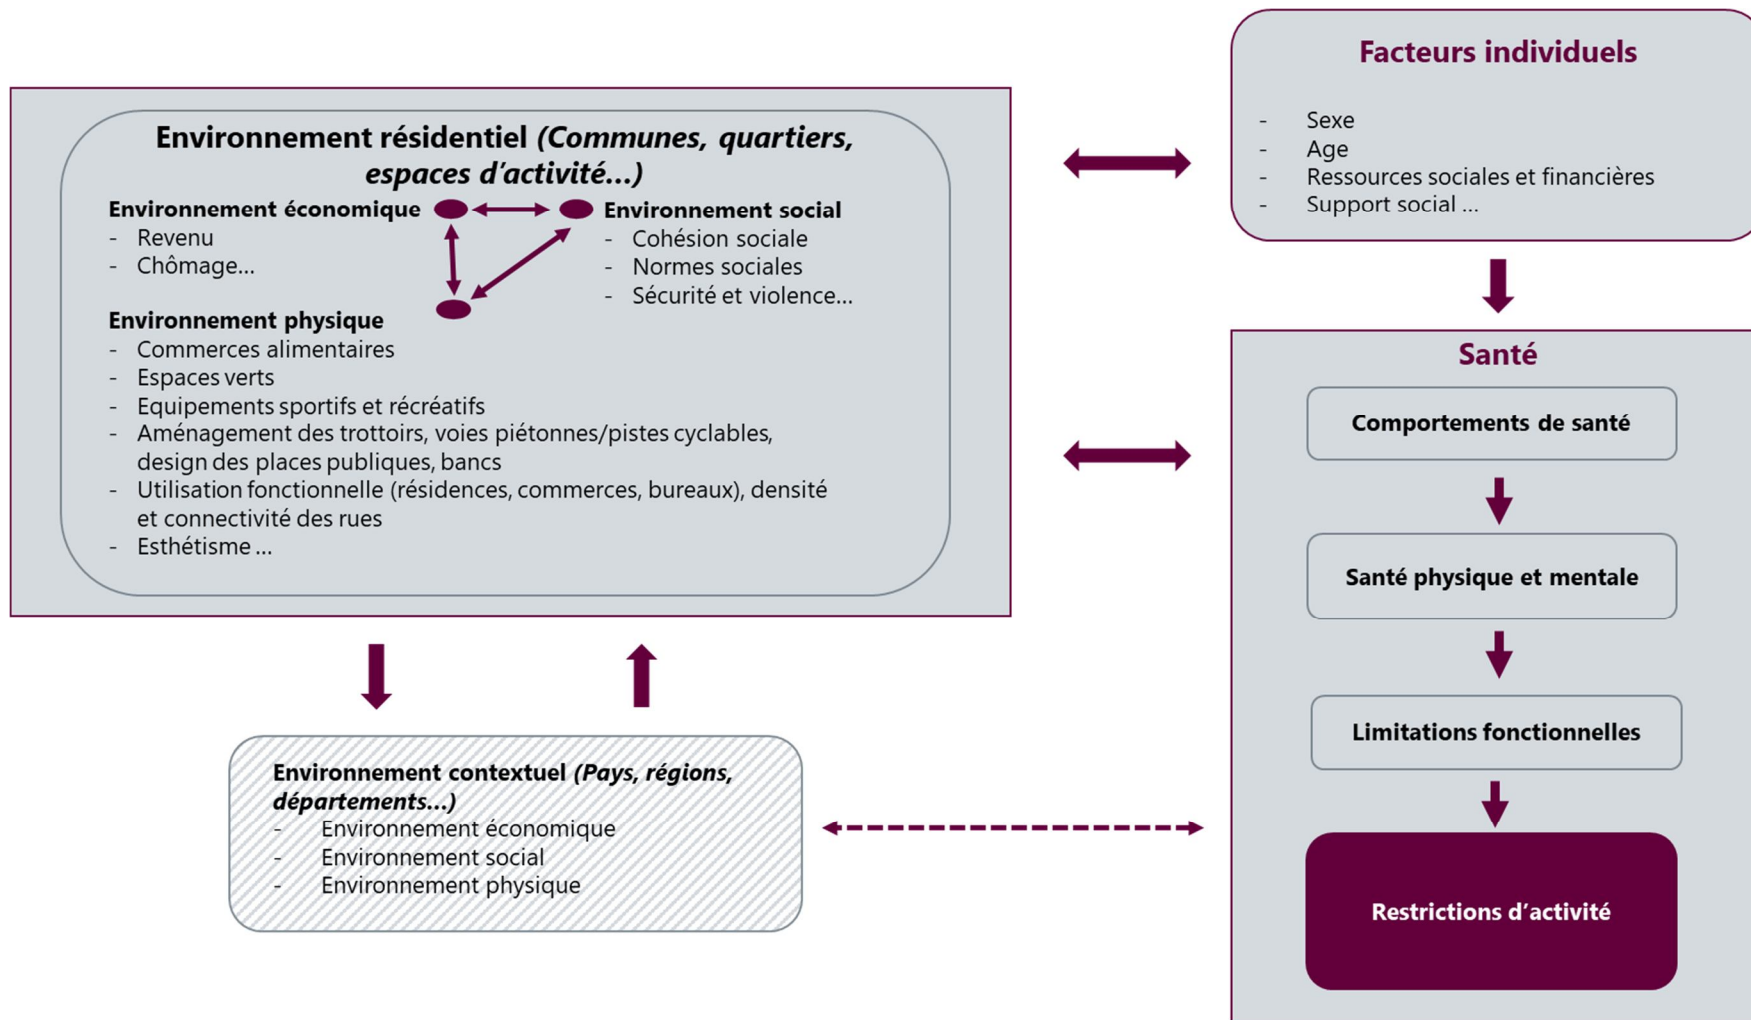 Environnement résidentiel (Communes, quartiers,
espaces d'activité...)
Environnement économique
- Revenu
- Chômage...
Environnement social
- Cohésion sociale
- Normes sociales
- Sécurité et violence...
Environnement physique
- Commerces alimentaires
- Espaces verts
- Equipements sportifs et récréatifs
- Aménagement des trottoirs, voies piétonnes/pistes cyclables,
design des places publiques, bancs
- Utilisation fonctionnelle (résidences, commerces, bureaux), densité
et connectivité des rues
- Esthétisme ...
Environnement contextuel (Pays, régions,
départements...)
- Environnement économique
- Environnement social
- Environnement physique
Facteurs individuels
- Sexe
- Age
- Ressources sociales et financières
- Support social ...
Santé
Comportements de santé
Santé physique et mentale
Limitations fonctionnelles
Restrictions d'activité